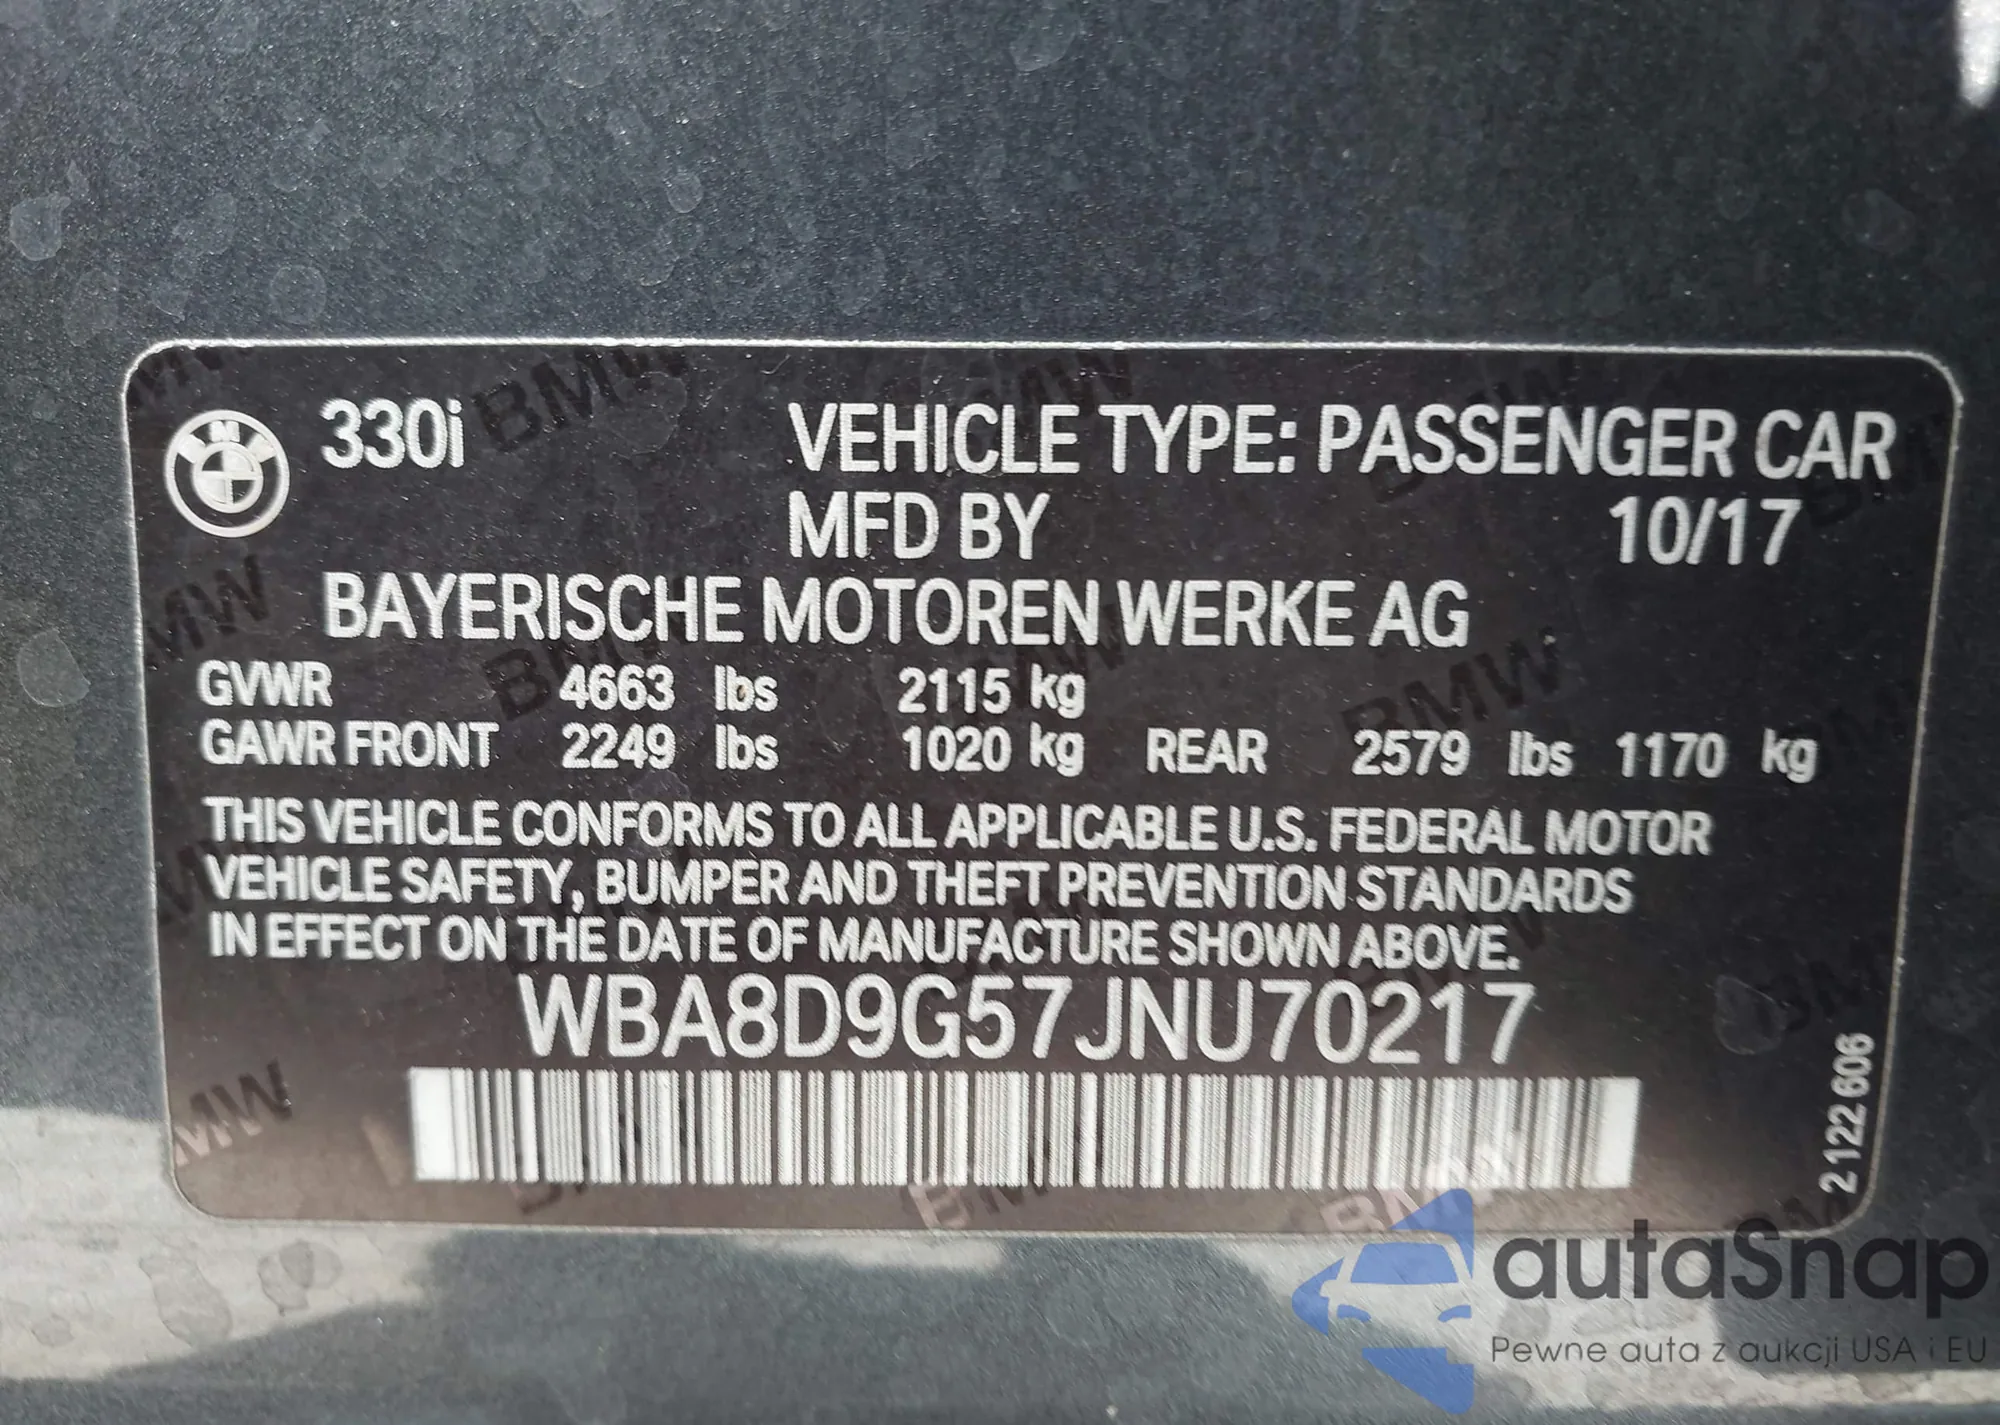 330i VEHICLE TYPE: PASSENGER CAR
MFD BY 10/17
BAYERISCHE MOTOREN WERKE AG
GVWR 4663 lbs 2115 kg
GAWR FRONT 2249 lbs 1020 kg REAR 2579 lbs 1170 kg
THIS VEHICLE CONFORMS TO ALL APPLICABLE U.S. FEDERAL MOTOR
VEHICLE SAFETY, BUMPER AND THEFT PREVENTION STANDARDS
IN EFFECT ON THE DATE OF MANUFACTURE SHOWN ABOVE.
WBA8D9G57JNU70217
2 122 606
autaSnap
Pewne auta z aukcji USA i EU